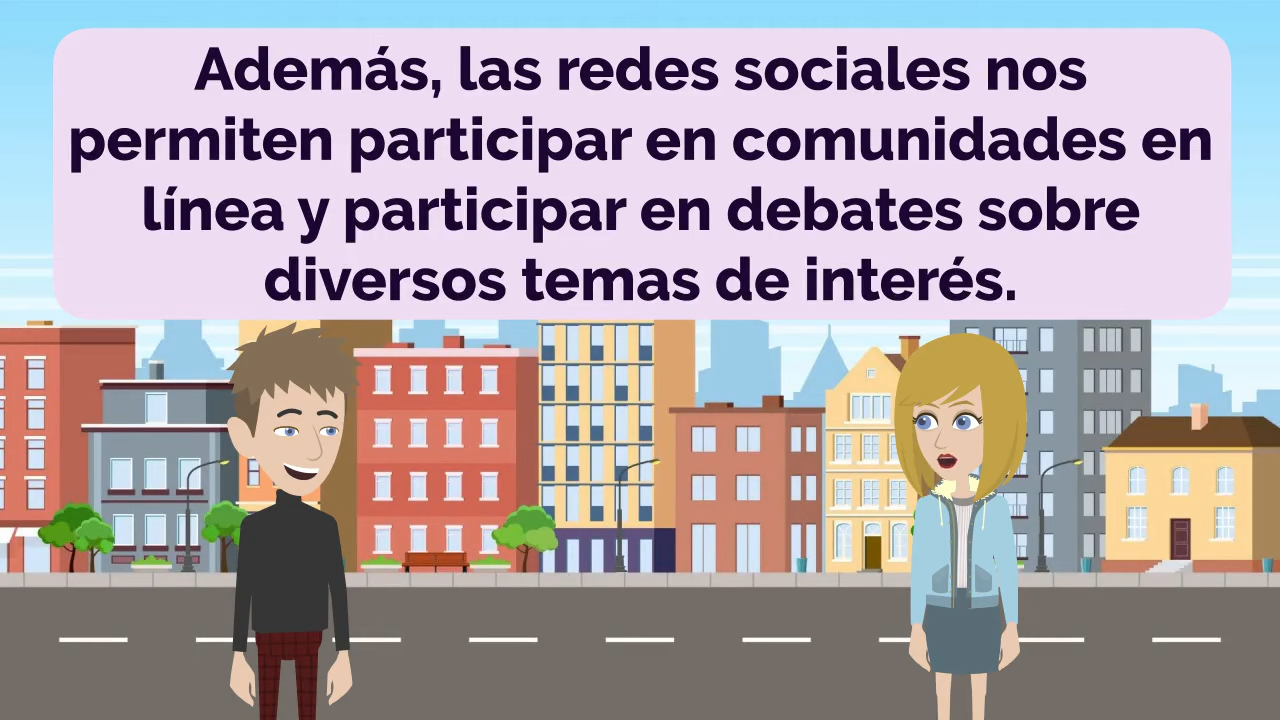 Además, las redes sociales nos
permiten participar en comunidades en
línea y participar en debates sobre
diversos temas de interés.